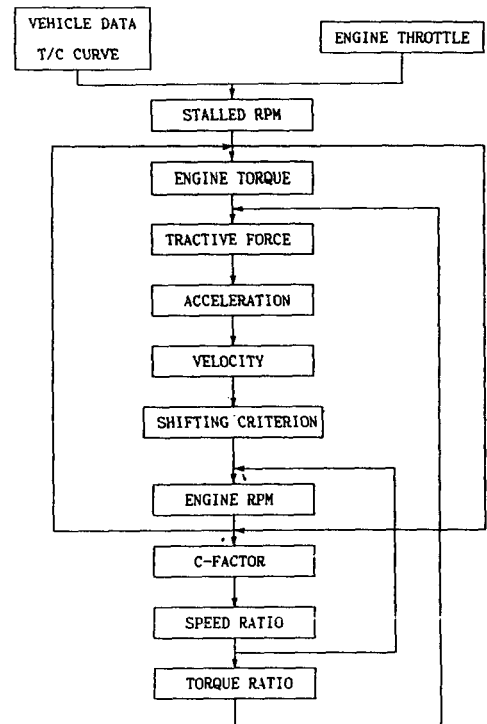 VEHICLE DATA
T/C CURVE
ENGINE THROTTLE
STALLED RPM
ENGINE TORQUE
TRACTIVE FORCE
ACCELERATION
VELOCITY
SHIFTING CRITERION
ENGINE RPM
C-FACTOR
SPEED RATIO
TORQUE RATIO